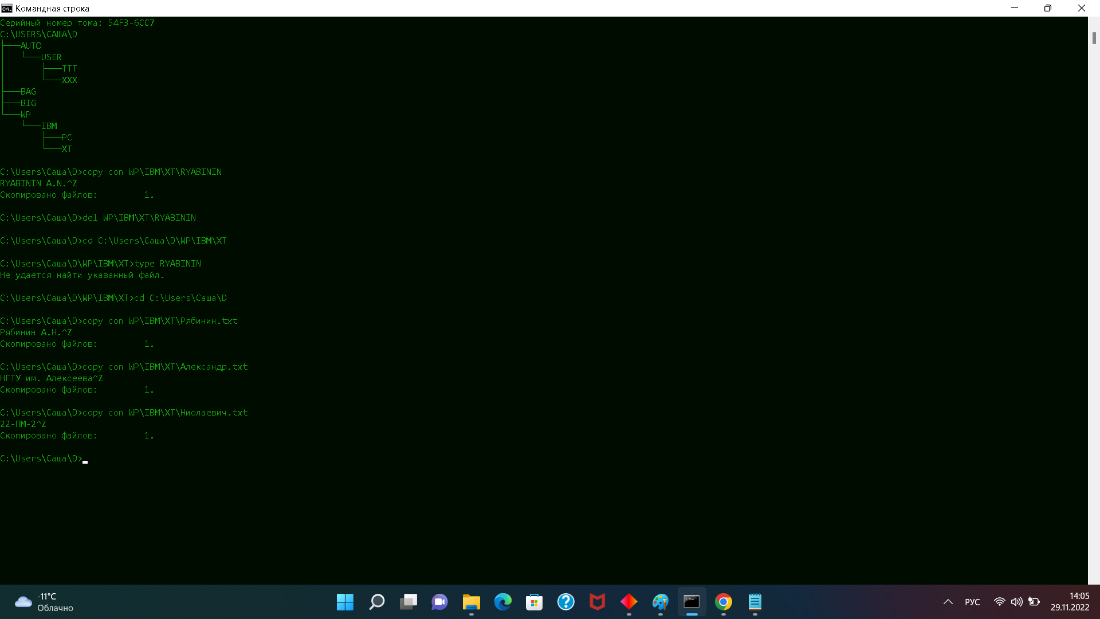 Командная строка
Серийный номер тома: 54F3-6CC7
C:\USERS\САША\D
├───AUTO
│   └───USER
│       ├───TTT
│       └───XXX
├───BAG
├───BIG
└───WP
    └───IBM
        ├───PC
        └───XT
C:\Users\Саша\D>copy con WP\IBM\XT\RYABININ
RYABININ A.N.^Z
Скопировано файлов:         1.
C:\Users\Саша\D>del WP\IBM\XT\RYABININ
C:\Users\Саша\D>cd C:\Users\Саша\D\WP\IBM\XT
C:\Users\Саша\D\WP\IBM\XT>type RYABININ
Не удается найти указанный файл.
C:\Users\Саша\D\WP\IBM\XT>cd C:\Users\Саша\D
C:\Users\Саша\D>copy con WP\IBM\XT\Рябинин.txt
Рябинин А.Н.^Z
Скопировано файлов:         1.
C:\Users\Саша\D>copy con WP\IBM\XT\Александр.txt
НГТУ им. Алексеева^Z
Скопировано файлов:         1.
C:\Users\Саша\D>copy con WP\IBM\XT\Ниолаевич.txt
22-ПМ-2^Z
Скопировано файлов:         1.
C:\Users\Саша\D>
-11°C
Облачно
РУС
14:05
29.11.2022